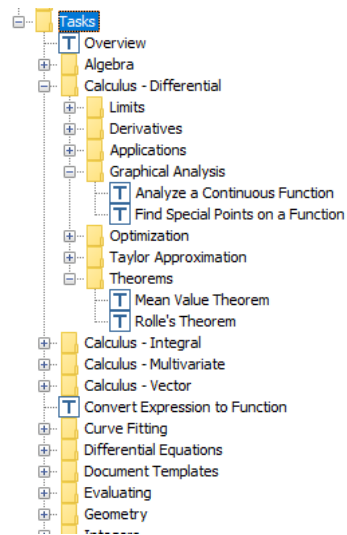 Tasks
T Overview
Algebra
Calculus - Differential
Limits
Derivatives
Applications
Graphical Analysis
T Analyze a Continuous Function
T Find Special Points on a Function
Optimization
Taylor Approximation
Theorems
T Mean Value Theorem
T Rolle's Theorem
Calculus - Integral
Calculus - Multivariate
Calculus - Vector
T Convert Expression to Function
Curve Fitting
Differential Equations
Document Templates
Evaluating
Geometry